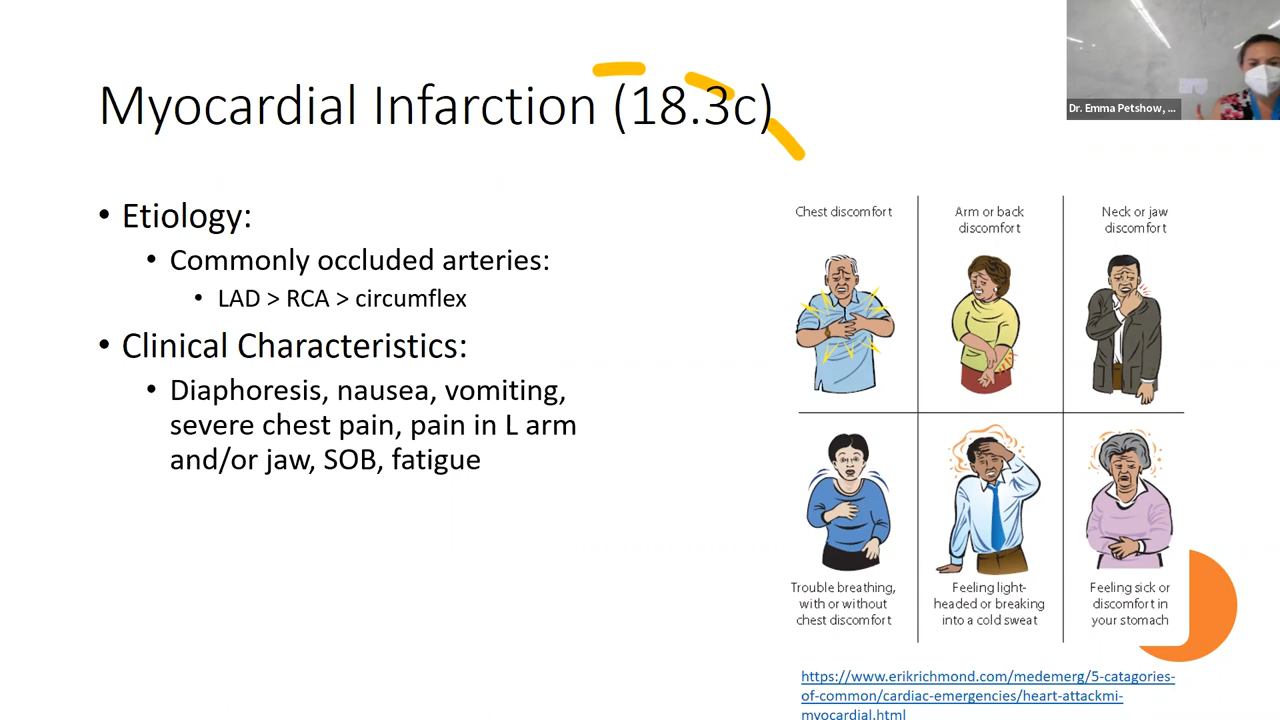 Myocardial Infarction (18.3c)
Dr. Emma Petshow, ...
• Etiology:
• Commonly occluded arteries:
• LAD > RCA > circumflex
• Clinical Characteristics:
• Diaphoresis, nausea, vomiting,
severe chest pain, pain in L arm
and/or jaw, SOB, fatigue
Chest discomfort
Arm or back
discomfort
Neck or jaw
discomfort
Trouble breathing,
with or without
chest discomfort
Feeling light-
headed or breaking
into a cold sweat
Feeling sick or
discomfort in
your stomach
https://www.erikrichmond.com/medemerg/5-catagories-
of-common/cardiac-emergencies/heart-attackmi-
myocardial.html